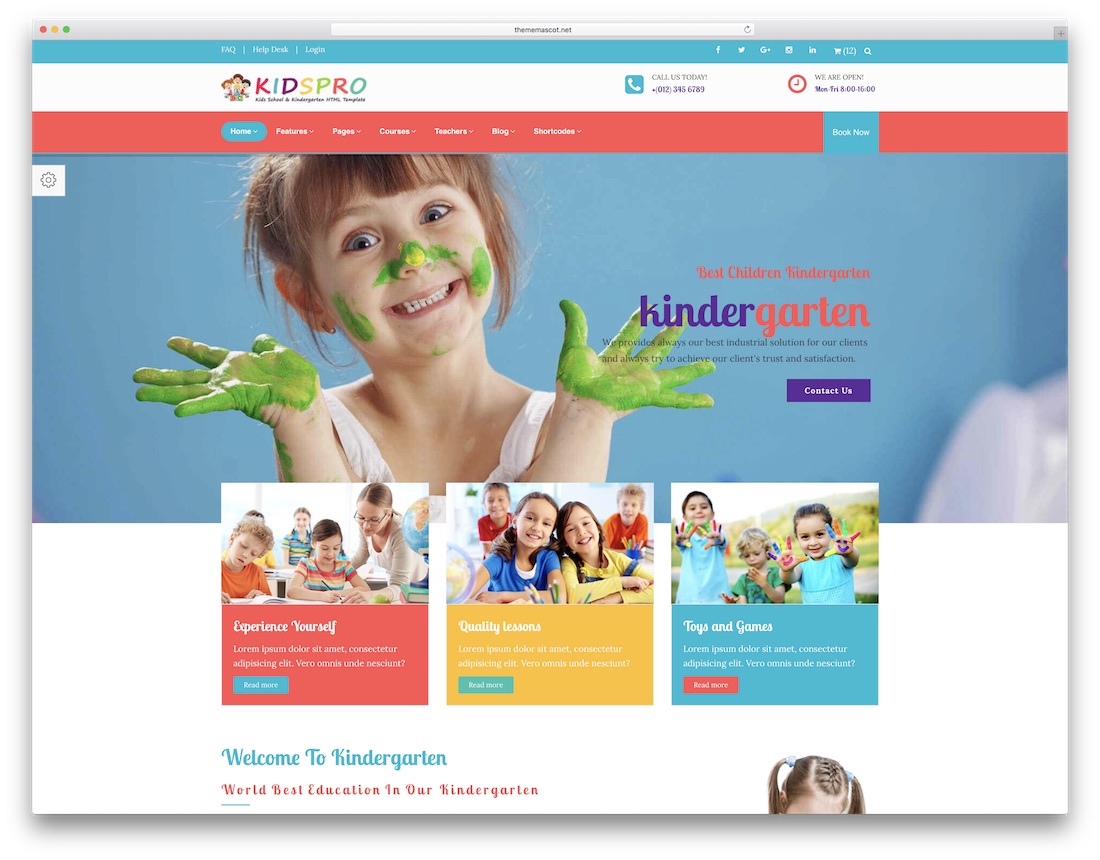 thememascot.net
FAQ | Help Desk | Login
(12)
KIDSPRO
Kids School & Kindergarten HTML Template
CALL US TODAY!
+(012) 345 6789
WE ARE OPEN!
Mon-Fri 8:00-16:00
Home Features Pages Courses Teachers Blog Shortcodes
Book Now
Best Children Kindergarten
kindergarten
We provides always our best industrial solution for our clients
and always try to achieve our client's trust and satisfaction.
Contact Us
Experience Yourself
Lorem ipsum dolor sit amet, consectetur
adipisicing elit. Vero omnis unde nesciunt?
Read more
Quality lessons
Lorem ipsum dolor sit amet, consectetur
adipisicing elit. Vero omnis unde nesciunt?
Read more
Toys and Games
Lorem ipsum dolor sit amet, consectetur
adipisicing elit. Vero omnis unde nesciunt?
Read more
Welcome To Kindergarten
World Best Education In Our Kindergarten